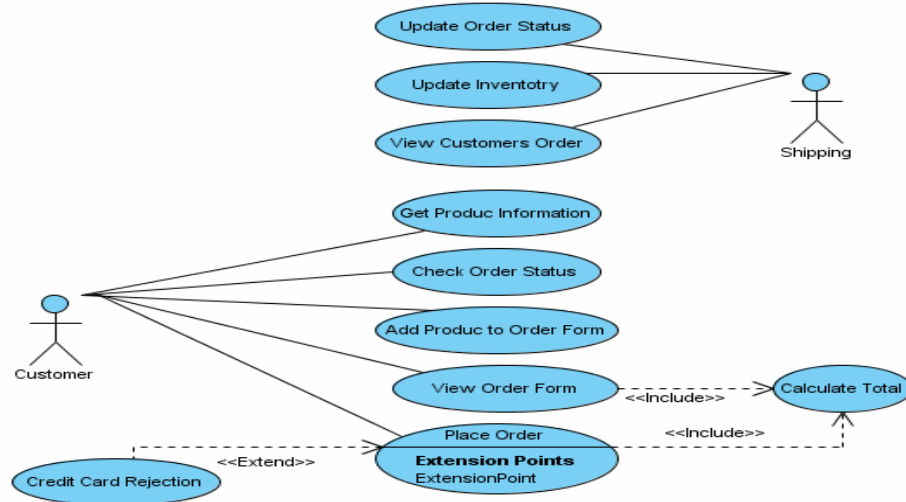 Update Order Status
Update Inventotry
View Customers Order
Shipping
Get Produc Information
Check Order Status
Add Produc to Order Form
Customer
View Order Form
<<Include>>
Calculate Total
Place Order
<<Include>>
Extension Points
ExtensionPoint
<<Extend>>
Credit Card Rejection